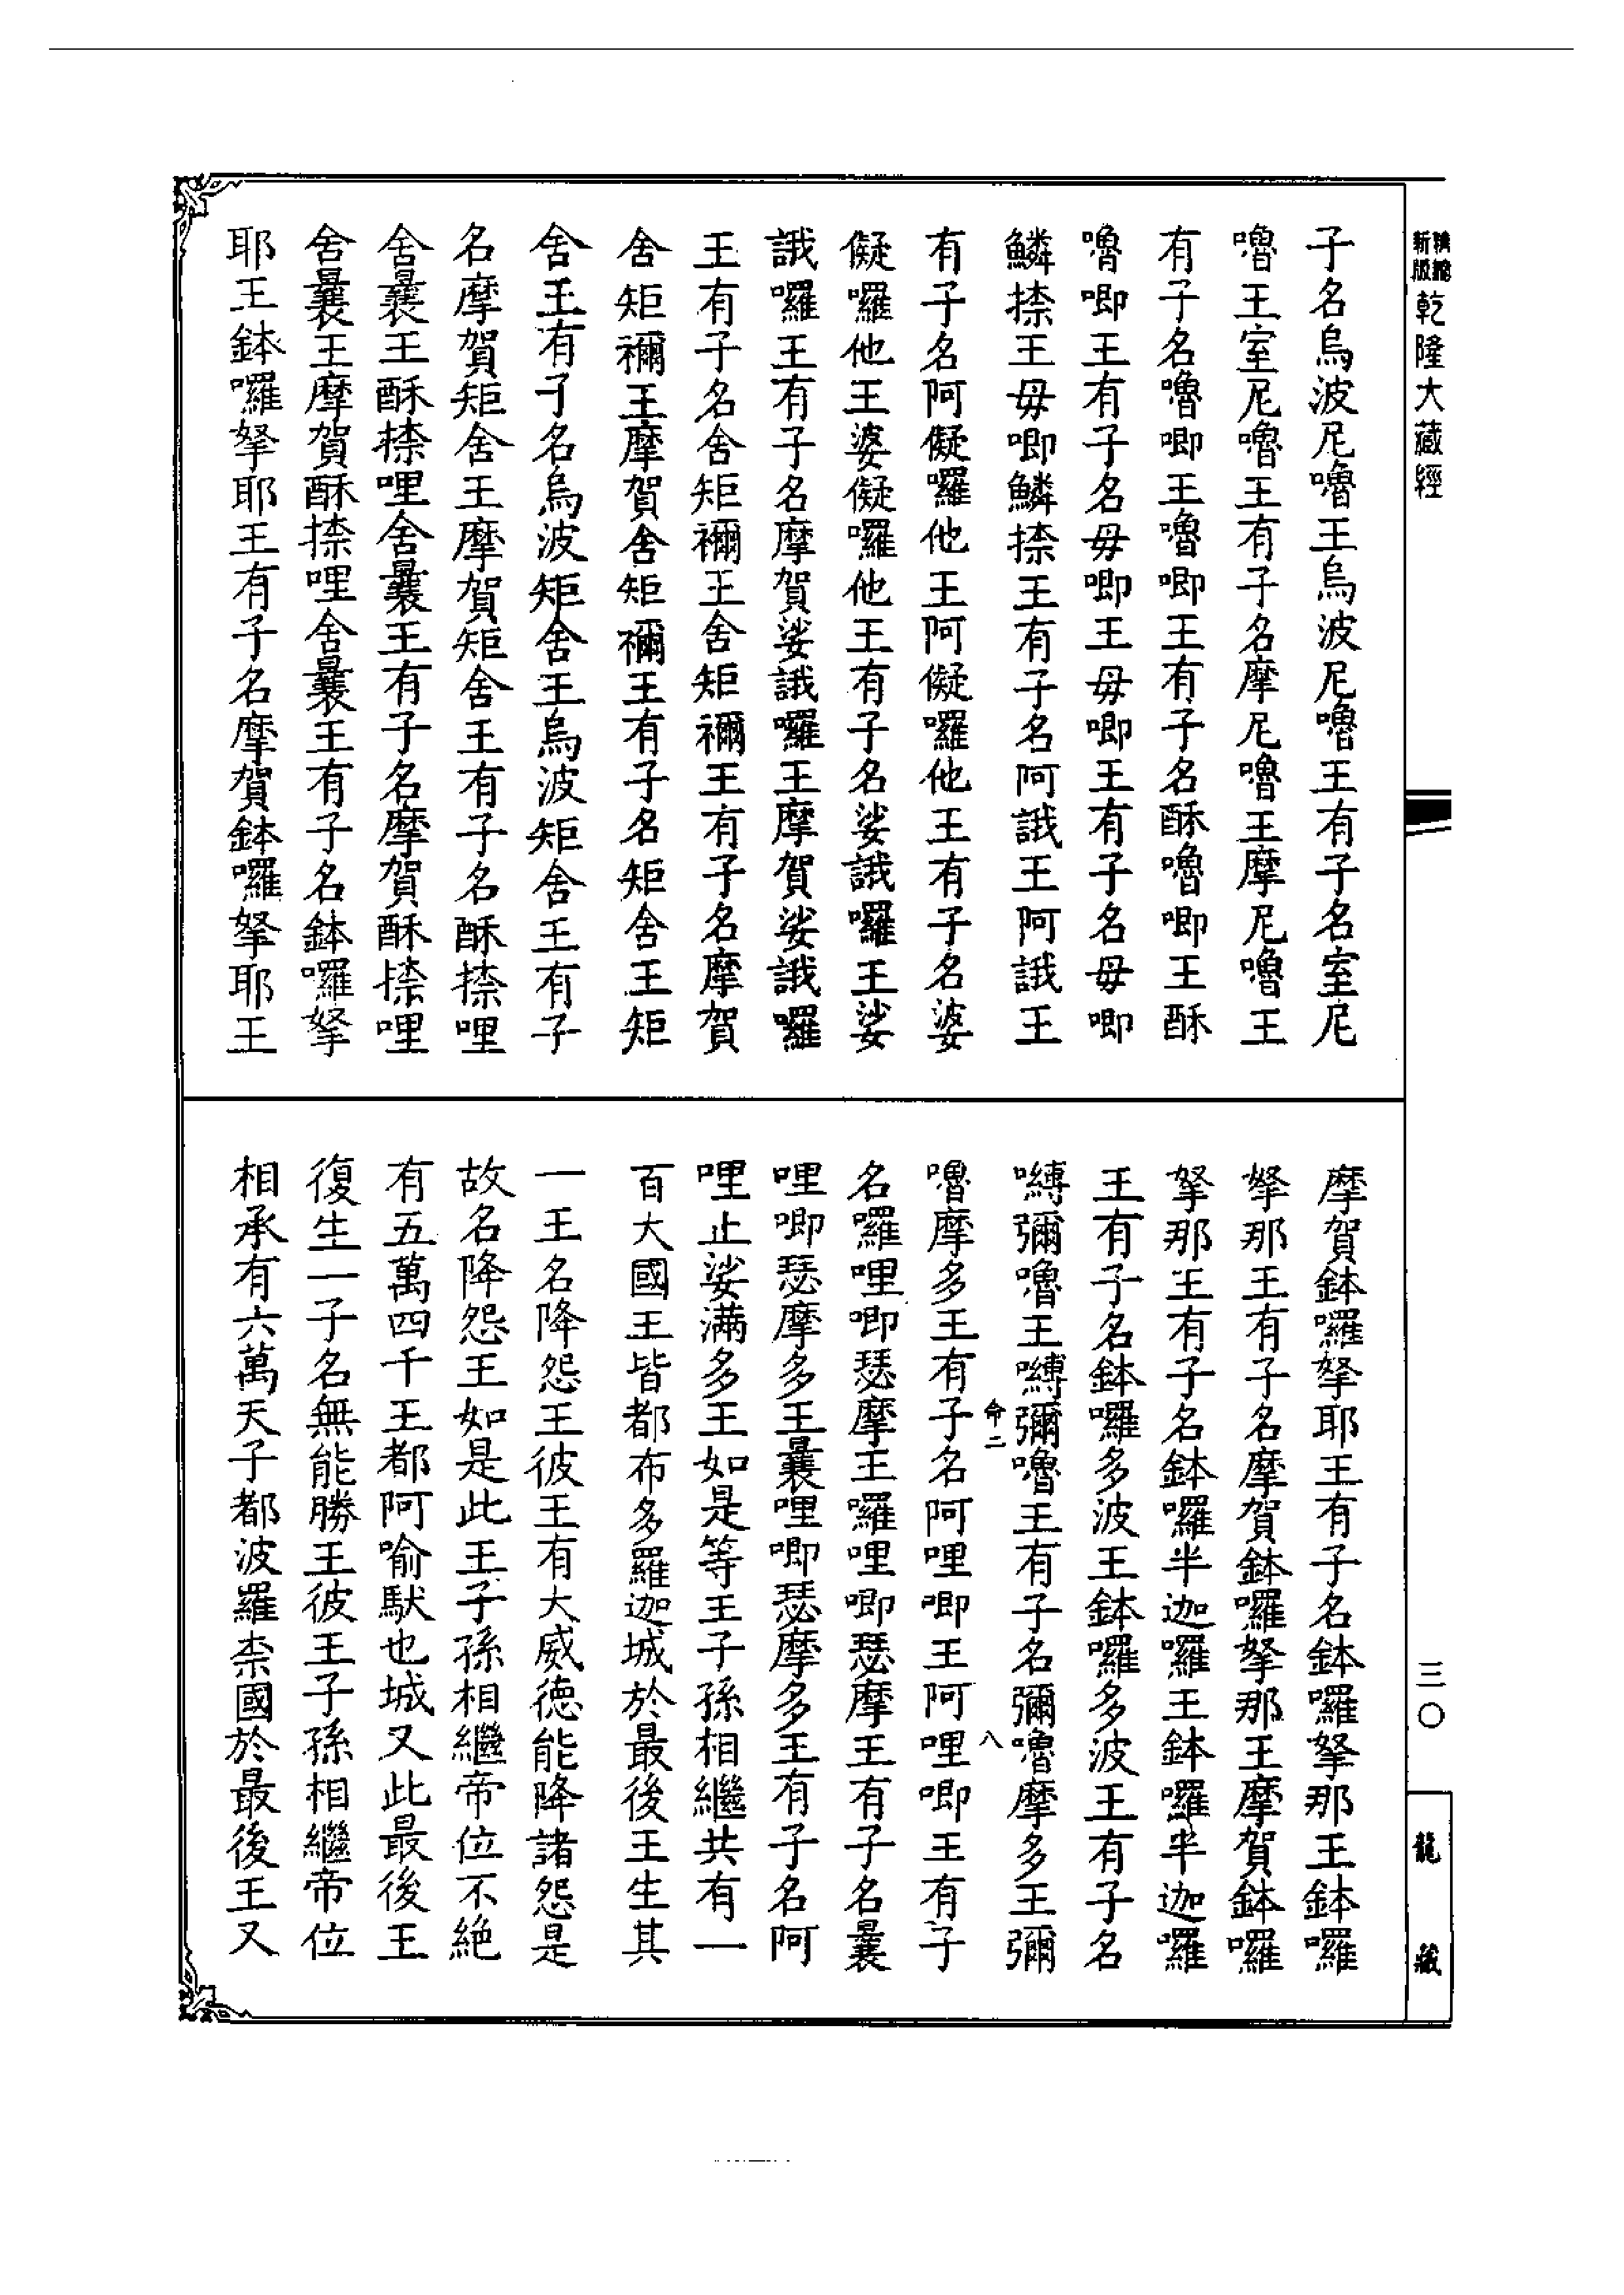 新版
乾隆大藏經
三〇
龍藏
子名烏波尼嚕王烏波尼嚕王有子名室尼
嚕王室尼嚕王有子名摩尼嚕王摩尼嚕王
有子名嚕唧王嚕唧王有子名酥嚕唧王酥
嚕唧王有子名毋唧王毋唧王有子名毋唧
鱗捺王毋唧鱗捺王有子名阿誐王阿誐王
有子名阿儗囉他王阿儗囉他王有子名婆
儗囉他王婆儗囉他王有子名娑誐囉王娑
誐囉王有子名摩賀娑誐囉王摩賀娑誐囉
王有子名舍矩禰王舍矩禰王有子名摩賀
舍矩禰王摩賀舍矩禰王有子名矩舍王矩
舍王有子名烏波矩舍王烏波矩舍王有子
名摩賀矩舍王摩賀矩舍王有子名酥捺哩
舍曩王酥捺哩舍曩王有子名摩賀酥捺哩
舍曩王摩賀酥捺哩舍曩王有子名鉢囉拏
耶王鉢囉拏耶王有子名摩賀鉢囉拏耶王
摩賀鉢囉拏耶王有子名鉢囉拏那王鉢囉
拏那王有子名摩賀鉢囉拏那王摩賀鉢囉
拏那王有子名鉢囉半迦囉王鉢囉半迦囉
王有子名鉢囉多波王鉢囉多波王有子名
嚩彌嚕王嚩彌嚕王有子名彌嚕摩多王彌
命二
八
嚕摩多王有子名阿哩唧王阿哩唧王有子
名囉哩唧瑟摩王囉哩唧瑟摩王有子名曩
哩唧瑟摩多王曩哩唧瑟摩多王有子名阿
哩止娑滿多王如是等王子孫相繼共有一
百大國王皆都布多羅迦城於最後王生其
一王名降怨王彼王有大威德能降諸怨是
故名降怨王如是此王子孫相繼帝位不絕
有五萬四千王都阿喻馱也城又此最後王
復生一子名無能勝王彼王子孫相繼帝位
相承有六萬天子都波羅柰國於最後王又